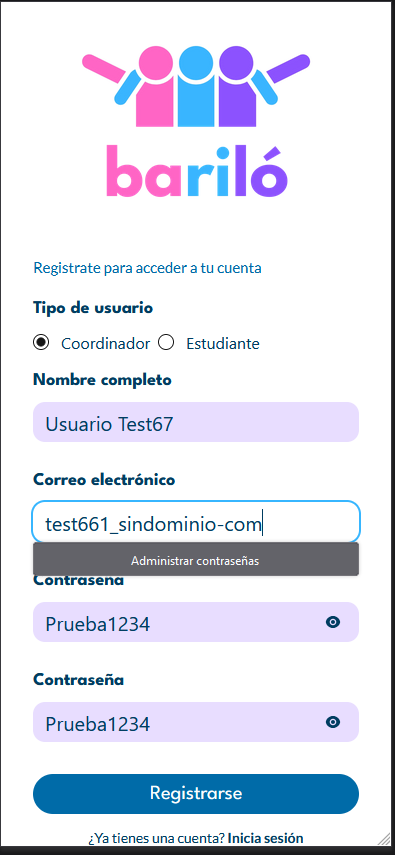 bariló
Registrate para acceder a tu cuenta
Tipo de usuario
Coordinador Estudiante
Nombre completo
Usuario Test67
Correo electrónico
test661_sindominio-com
Administrar contraseñas
Contraseña
Prueba1234
Contraseña
Prueba1234
Registrarse
¿Ya tienes una cuenta? Inicia sesión